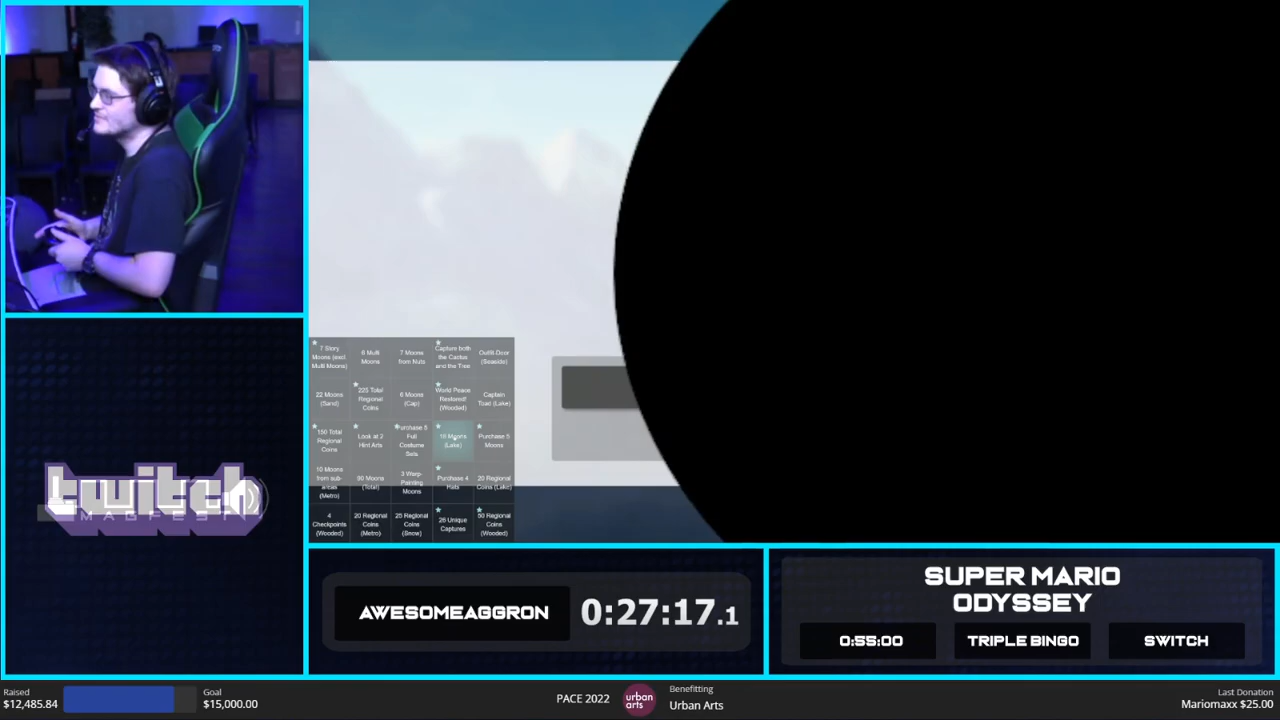 7 Story
Moons (excl.
Multi Moons)
6 Multi
Moons
7 Moons
from Nuts
Capture both
the Cactus
and the Tree
Outfit Door
(Seaside)
22 Moons
(Sand)
225 Total
Regional
Coins
6 Moons
(Cap)
World Peace
Restored!
(Wooded)
Captain
Toad (Lake)
150 Total
Regional
Coins
Look at 2
Hint Arts
Purchase 5
Full
Costume
Sets
Moons
(Lake)
Purchase 5
Moons
10 Moons
from sub-
areas
(Metro)
90 Moons
(Total)
3 Warp-
Painting
Moons
Purchase 4
Hats
20 Regional
Coins (Lake)
4
Checkpoints
(Wooded)
20 Regional
Coins
(Metro)
25 Regional
Coins
(Snow)
26 Unique
Captures
50 Regional
Coins
(Wooded)
twitch
MAGFEST
AWESOMEAGGRON
0:27:17.1
SUPER MARIO
ODYSSEY
0:55:00
TRIPLE BINGO
SWITCH
Raised
$12,485.84
Goal
$15,000.00
PACE 2022
urban
arts
Benefitting
Urban Arts
Last Donation
Mariomaxx $25.00